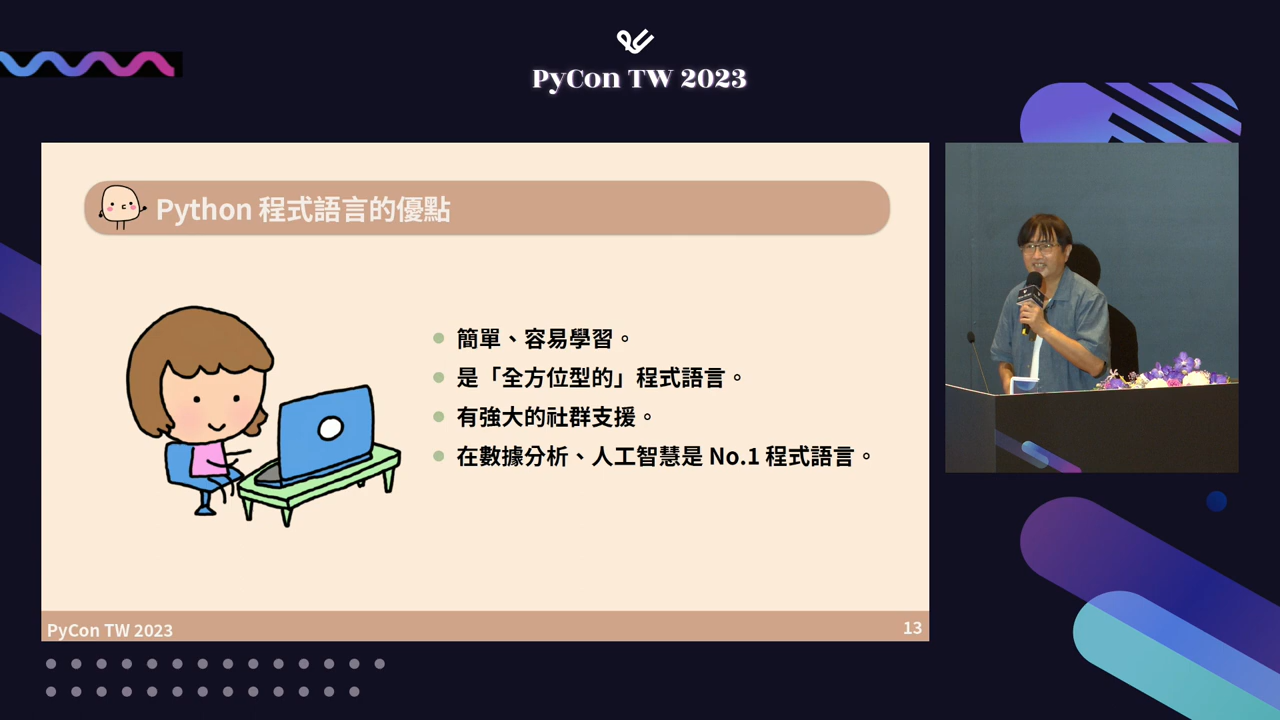 PyCon TW 2023
Python 程式語言的優點
簡單、容易學習。
是「全方位型的」程式語言。
有強大的社群支援。
在數據分析、人工智慧是 No.1 程式語言。
PyCon TW 2023
13